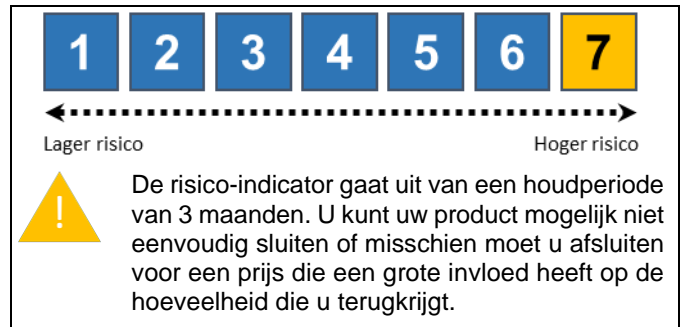 1 2 3 4 5 6 7
Lager risico Hoger risico
!
De risico-indicator gaat uit van een houdperiode
van 3 maanden. U kunt uw product mogelijk niet
eenvoudig sluiten of misschien moet u afsluiten
voor een prijs die een grote invloed heeft op de
hoeveelheid die u terugkrijgt.